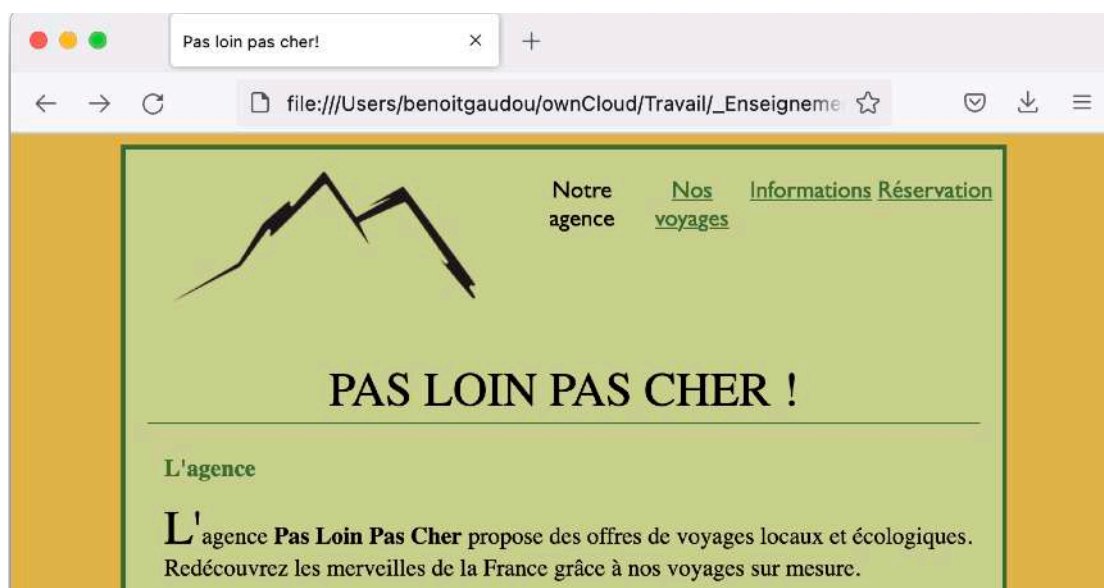 Pas loin pas cher!
file:///Users/benoitgaudou/ownCloud/Travail/_Enseigneme
Notre agence
Nos voyages
Informations
Réservation
PAS LOIN PAS CHER !
L'agence
L'agence Pas Loin Pas Cher propose des offres de voyages locaux et écologiques.
Redécouvrez les merveilles de la France grâce à nos voyages sur mesure.